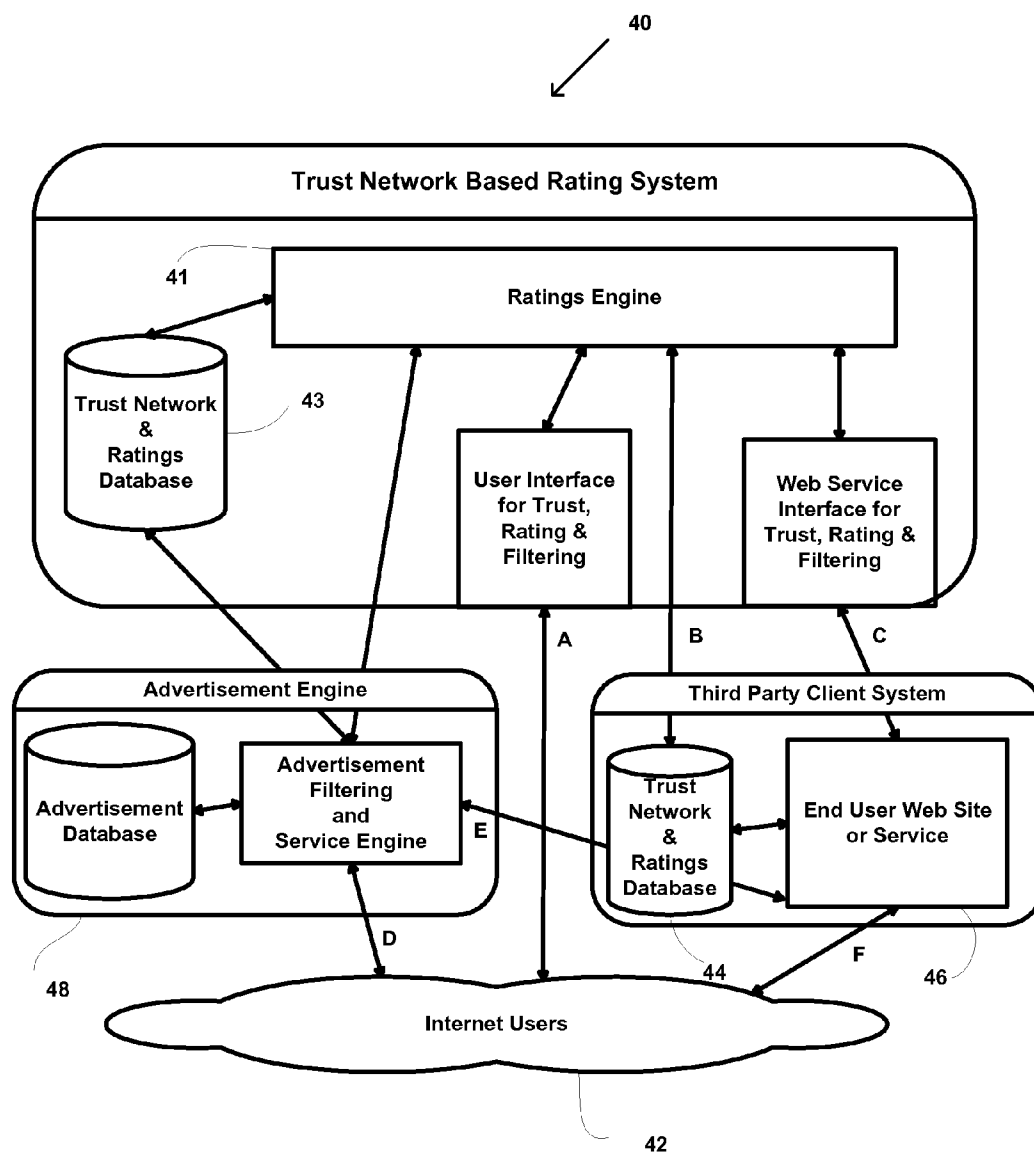 40
Trust Network Based Rating System
41
Ratings Engine
Trust Network
&
Ratings
Database
43
User Interface
for Trust,
Rating &
Filtering
Web Service
Interface for
Trust, Rating &
Filtering
A
B
C
Advertisement Engine
Third Party Client System
Advertisement
Database
Advertisement
Filtering
and
Service Engine
E
Trust
Network
&
Ratings
Database
End User Web Site
or Service
D
F
48
44
46
Internet Users
42